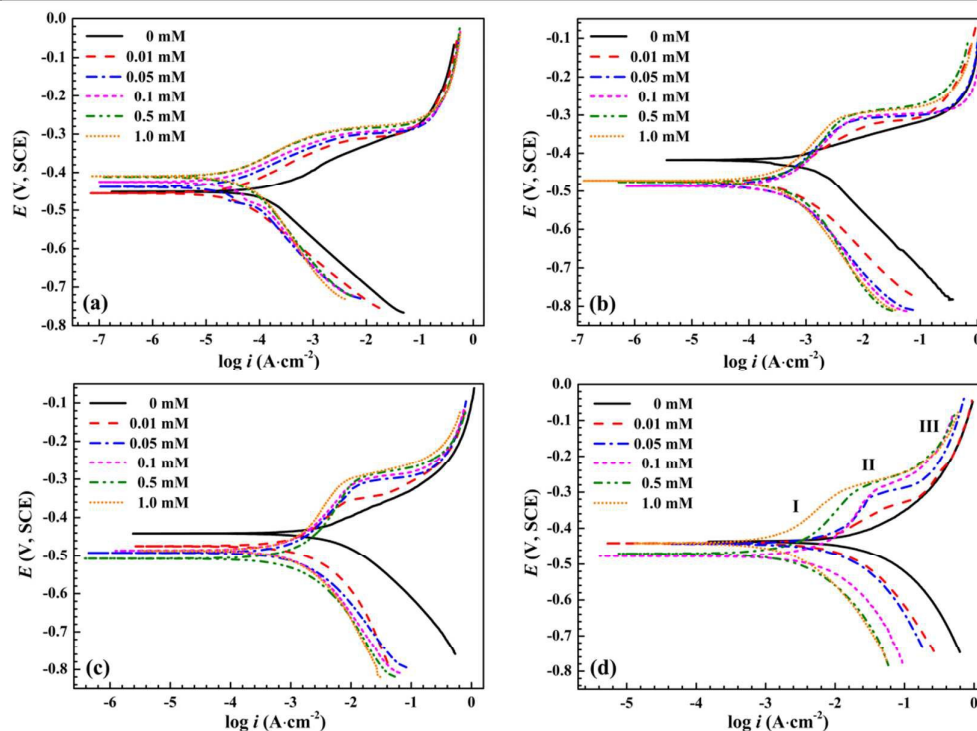 0.0
-0.1
-0.2
-0.3
-0.4
-0.5
-0.6
-0.7
-0.8
E (V, SCE)
0 mM
0.01 mM
0.05 mM
0.1 mM
0.5 mM
1.0 mM
(a)
-7 -6 -5 -4 -3 -2 -1 0
log i (A·cm-2)
0.0
-0.1
-0.2
-0.3
-0.4
-0.5
-0.6
-0.7
-0.8
E (V, SCE)
0 mM
0.01 mM
0.05 mM
0.1 mM
0.5 mM
1.0 mM
(b)
-7 -6 -5 -4 -3 -2 -1 0
log i (A·cm-2)
-0.1
-0.2
-0.3
-0.4
-0.5
-0.6
-0.7
-0.8
E (V, SCE)
0 mM
0.01 mM
0.05 mM
0.1 mM
0.5 mM
1.0 mM
(c)
-6 -5 -4 -3 -2 -1 0
log i (A·cm-2)
0.0
-0.1
-0.2
-0.3
-0.4
-0.5
-0.6
-0.7
-0.8
E (V, SCE)
0 mM
0.01 mM
0.05 mM
0.1 mM
0.5 mM
1.0 mM
III
II
I
(d)
-6 -5 -4 -3 -2 -1 0
log i (A·cm-2)